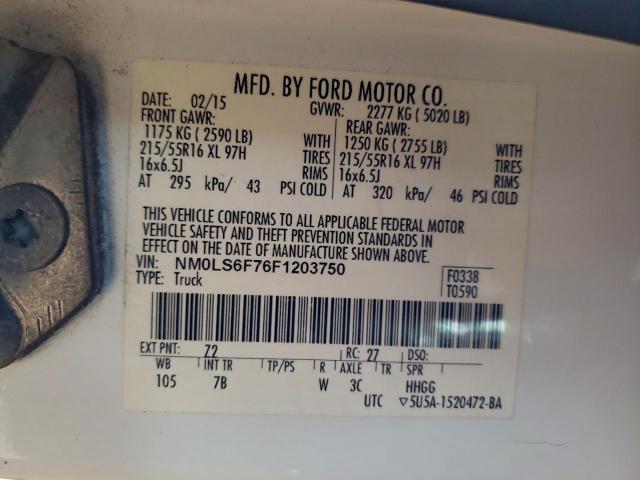 MFD. BY FORD MOTOR CO.
DATE: 02/15 GVWR: 2277 KG ( 5020 LB)
FRONT GAWR: REAR GAWR:
1175 KG ( 2590 LB) WITH 1250 KG ( 2755 LB) WITH
215/55R16 XL 97H TIRES 215/55R16 XL 97H TIRES
16x6.5J RIMS 16x6.5J RIMS
AT 295 kPa/ 43 PSI COLD AT 320 kPa/ 46 PSI COLD
THIS VEHICLE CONFORMS TO ALL APPLICABLE FEDERAL MOTOR
VEHICLE SAFETY AND THEFT PREVENTION STANDARDS IN
EFFECT ON THE DATE OF MANUFACTURE SHOWN ABOVE.
VIN: NM0LS6F76F1203750 F0338
TYPE: Truck T0590
EXT PNT: Z2 RC: 27 DSO:
WB INT TR TP/PS R AXLE TR SPR
105 7B W 3C HHGG
UTC ▽5U5A-1520472-BA